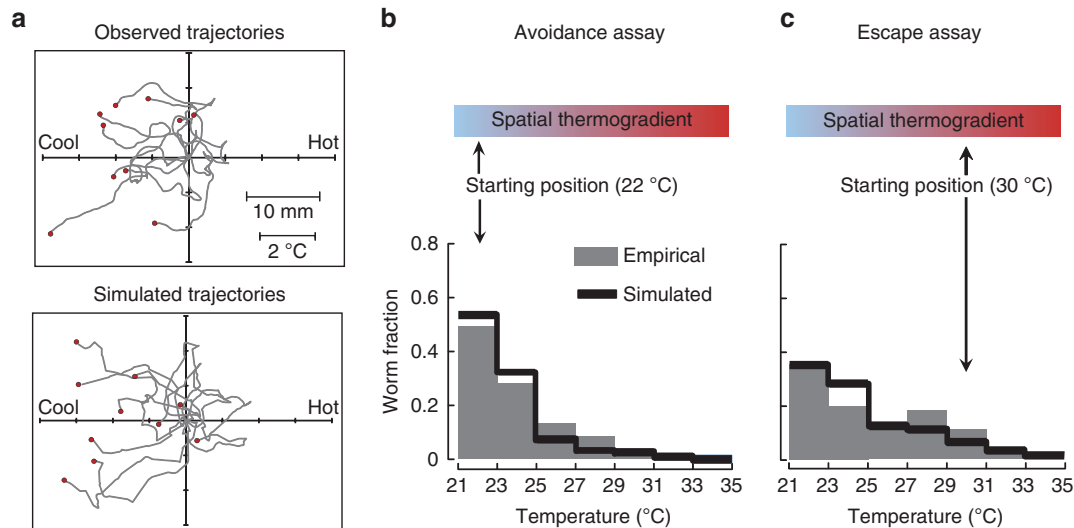 a
Observed trajectories
Cool
Hot
10 mm
2 °C
Simulated trajectories
Cool
Hot
b
Avoidance assay
Spatial thermogradient
Starting position (22 °C)
Empirical
Simulated
Worm fraction
0.8
0.6
0.4
0.2
0
21 23 25 27 29 31 33 35
Temperature (°C)
c
Escape assay
Spatial thermogradient
Starting position (30 °C)
21 23 25 27 29 31 33 35
Temperature (°C)